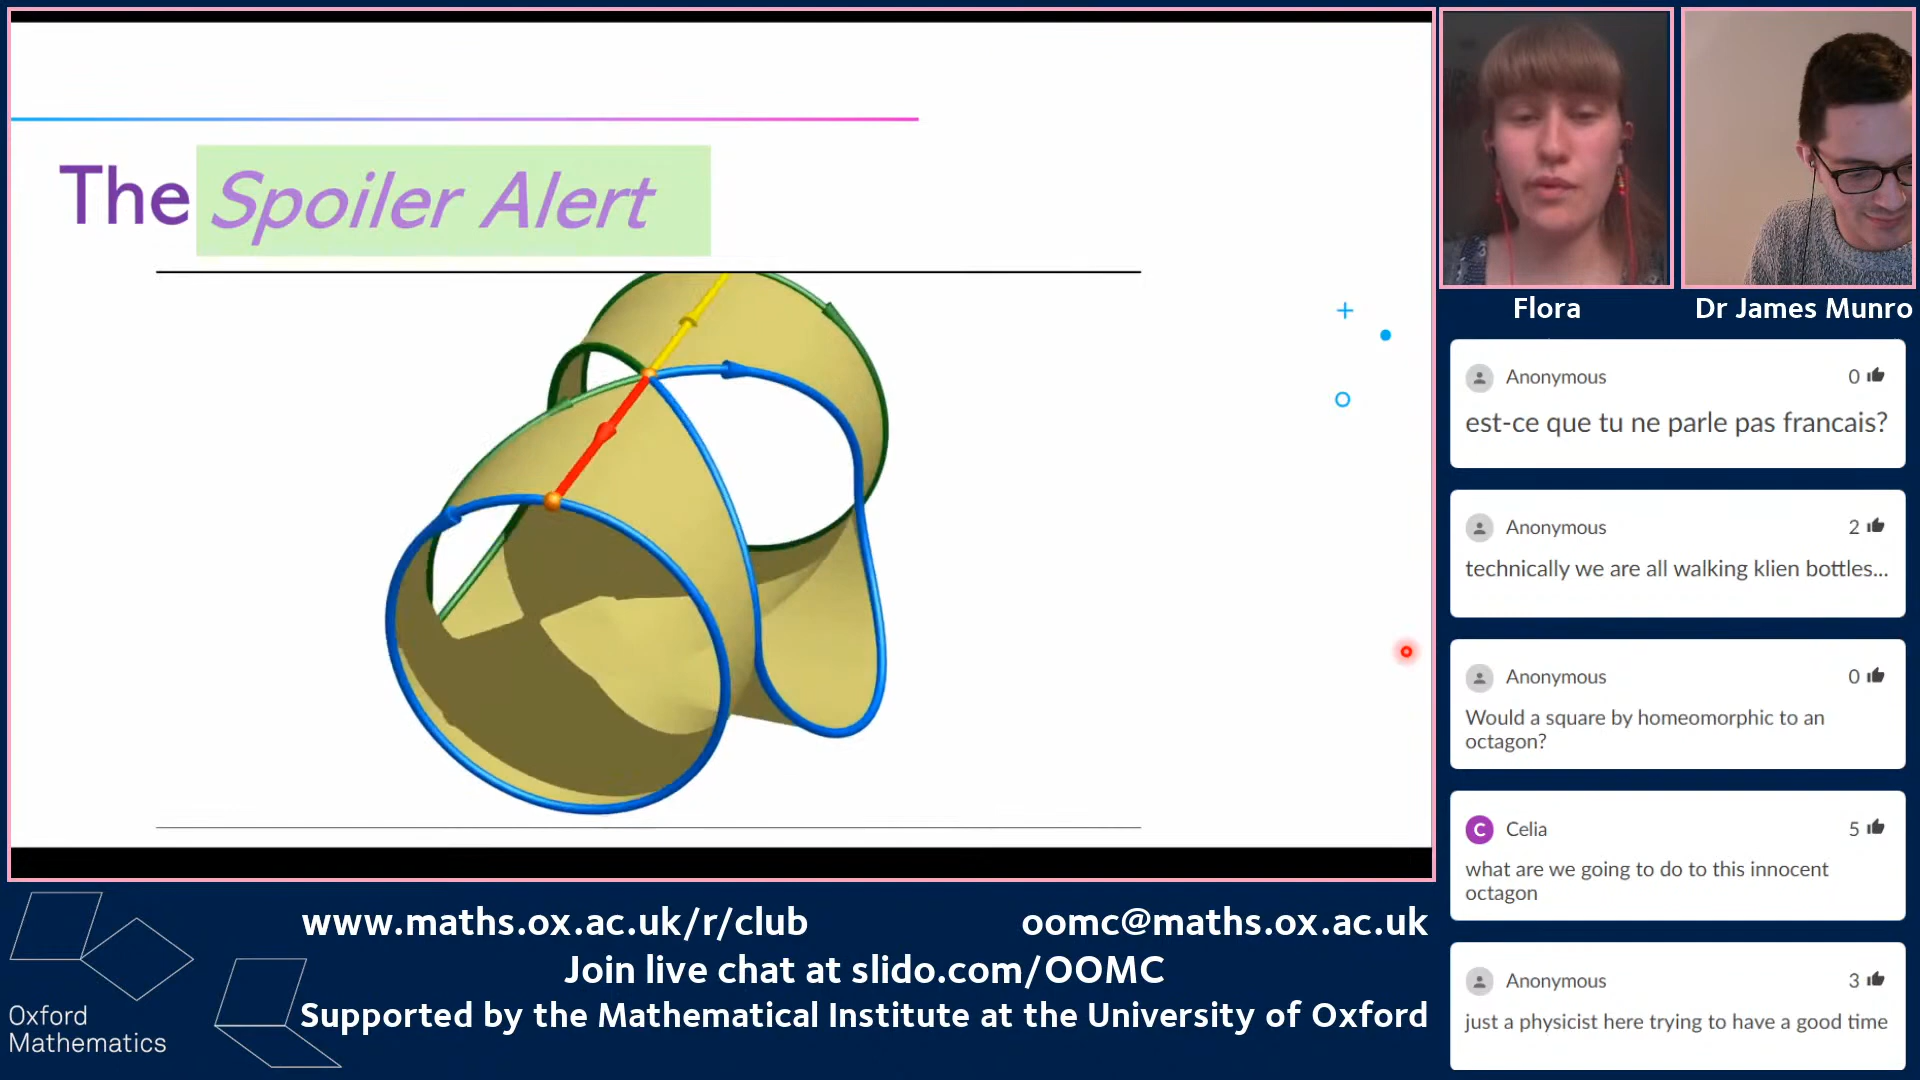 The Spoiler Alert
Flora
Dr James Munro
Anonymous
0
est-ce que tu ne parle pas francais?
Anonymous
2
technically we are all walking klien bottles...
Anonymous
0
Would a square by homeomorphic to an
octagon?
C
Celia
5
what are we going to do to this innocent
octagon
Anonymous
3
just a physicist here trying to have a good time
www.maths.ox.ac.uk/r/club
oomc@maths.ox.ac.uk
Join live chat at slido.com/OOMC
Supported by the Mathematical Institute at the University of Oxford
Oxford
Mathematics